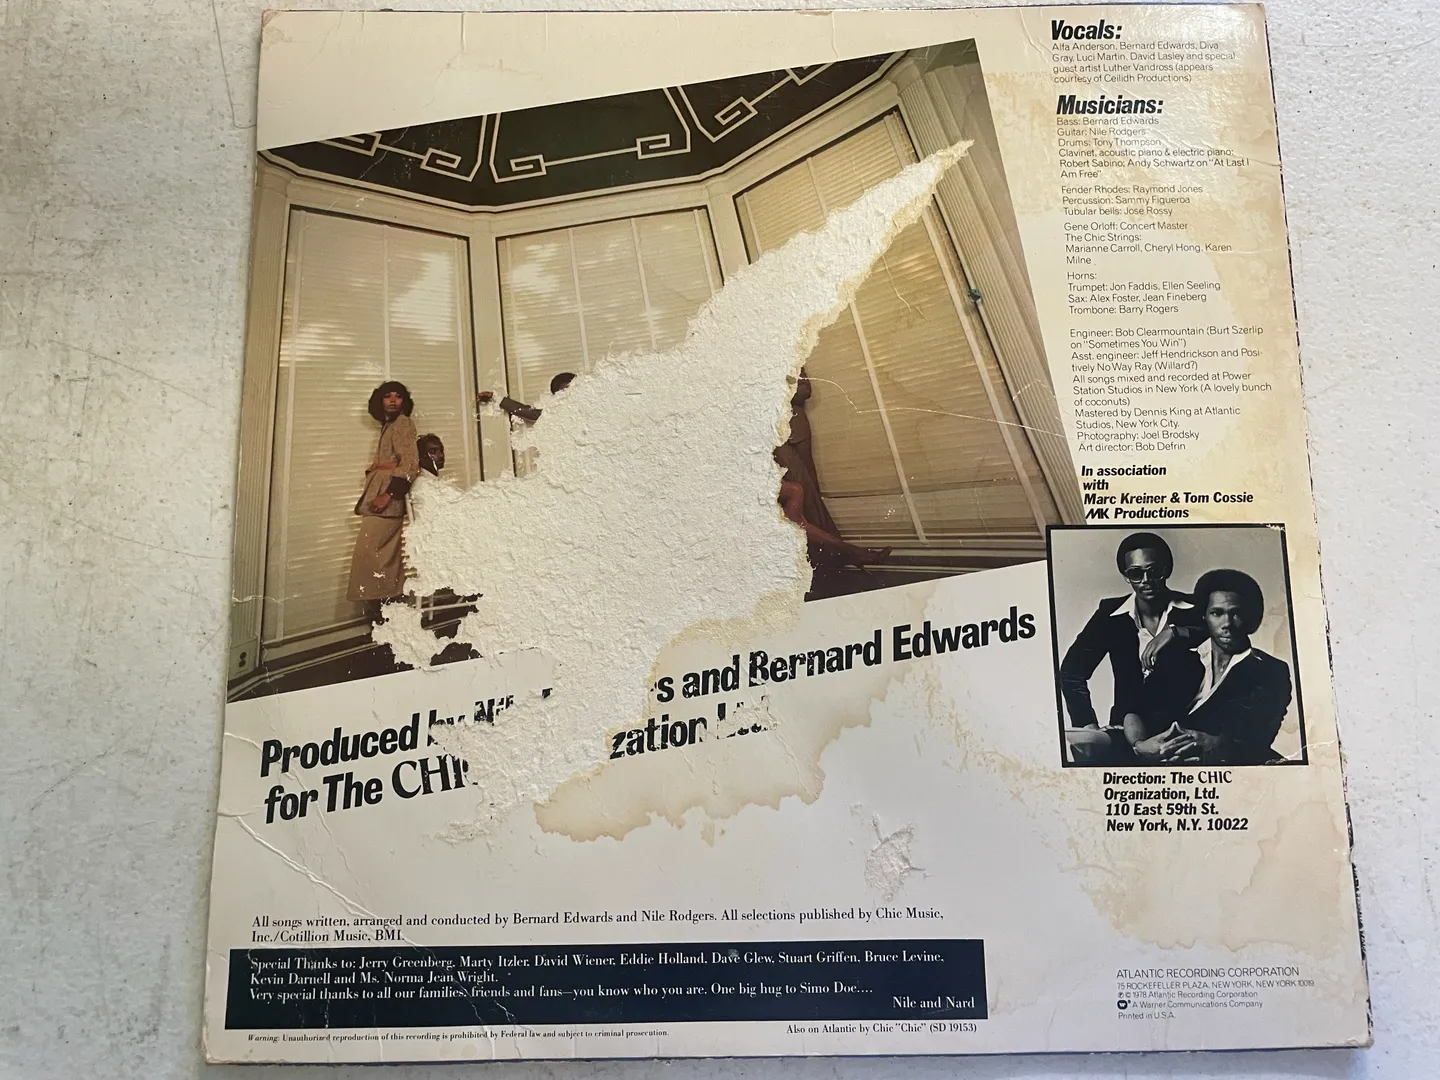 Vocals:
Alfa Anderson, Bernard Edwards, Diva
Gray, Luci Martin, David Lasley and special
guest artist Luther Vandross (appears
courtesy of Ceilidh Productions)
Musicians:
Bass: Bernard Edwards
Guitar: Nile Rodgers
Drums: Tony Thompson
Clavinet, acoustic piano & electric piano:
Robert Sabino; Andy Schwartz on "At Last I
Am Free"
Fender Rhodes: Raymond Jones
Percussion: Sammy Figueroa
Tubular bells: Jose Rossy
Gene Orloff: Concert Master
The Chic Strings:
Marianne Carroll, Cheryl Hong, Karen
Milne
Horns:
Trumpet: Jon Faddis, Ellen Seeling
Sax: Alex Foster, Jean Fineberg
Trombone: Barry Rogers
Engineer: Bob Clearmountain (Burt Szerlip
on "Sometimes You Win")
Asst. engineer: Jeff Hendrickson and Posi-
tively No Way Ray (Willard?)
All songs mixed and recorded at Power
Station Studios in New York (A lovely bunch
of coconuts)
Mastered by Dennis King at Atlantic
Studios, New York City.
Photography: Joel Brodsky
Art director: Bob Defrin
In association
with
Marc Kreiner & Tom Cossie
MK Productions
Produced by s and Bernard Edwards
for The CHIC zation Ltd.
Direction: The CHIC
Organization, Ltd.
110 East 59th St.
New York, N.Y. 10022
All songs written, arranged and conducted by Bernard Edwards and Nile Rodgers. All selections published by Chic Music,
Inc./Cotillion Music, BMI.
Special Thanks to: Jerry Greenberg, Marty Itzler, David Wiener, Eddie Holland, Dave Glew, Stuart Griffen, Bruce Levine,
Kevin Darnell and Ms. Norma Jean Wright.
Very special thanks to all our families, friends and fans—you know who you are. One big hug to Simo Doe....
Nile and Nard
Warning: Unauthorized reproduction of this recording is prohibited by Federal law and subject to criminal prosecution.
Also on Atlantic by Chic "Chic" (SD 19153)
ATLANTIC RECORDING CORPORATION
75 ROCKEFELLER PLAZA, NEW YORK, NEW YORK 10019
℗ © 1978 Atlantic Recording Corporation
A Warner Communications Company
Printed in U.S.A.